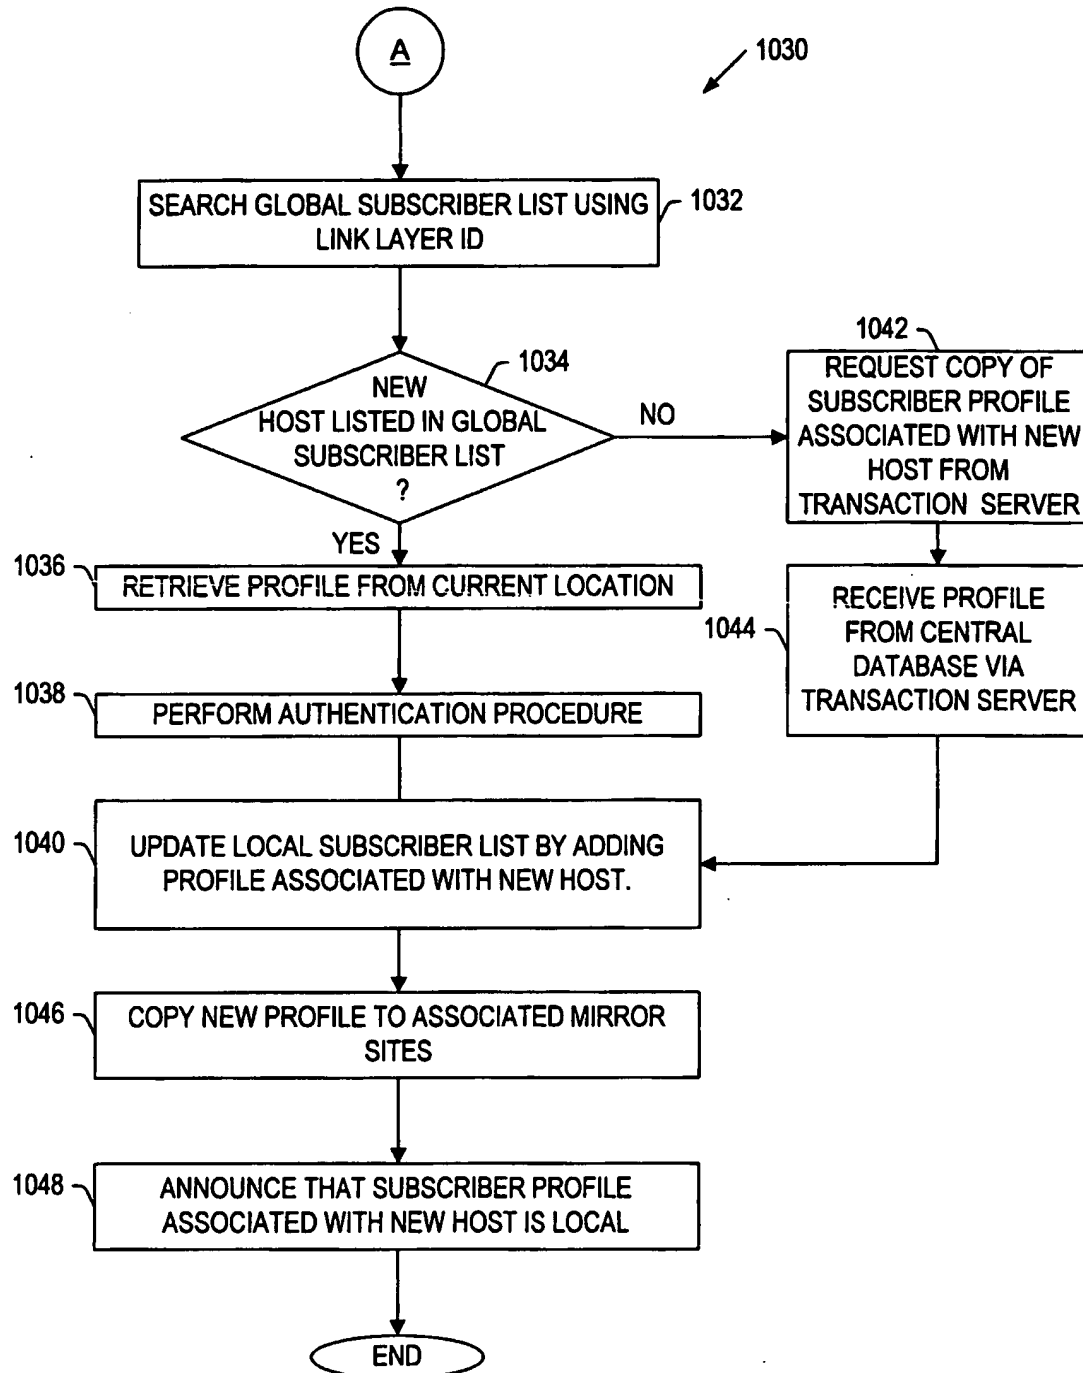 A
1030
SEARCH GLOBAL SUBSCRIBER LIST USING
LINK LAYER ID
1032
1034
NEW
HOST LISTED IN GLOBAL
SUBSCRIBER LIST
?
NO
YES
1042
REQUEST COPY OF
SUBSCRIBER PROFILE
ASSOCIATED WITH NEW
HOST FROM
TRANSACTION SERVER
1036
RETRIEVE PROFILE FROM CURRENT LOCATION
1044
RECEIVE PROFILE
FROM CENTRAL
DATABASE VIA
TRANSACTION SERVER
1038
PERFORM AUTHENTICATION PROCEDURE
1040
UPDATE LOCAL SUBSCRIBER LIST BY ADDING
PROFILE ASSOCIATED WITH NEW HOST.
1046
COPY NEW PROFILE TO ASSOCIATED MIRROR
SITES
1048
ANNOUNCE THAT SUBSCRIBER PROFILE
ASSOCIATED WITH NEW HOST IS LOCAL
END